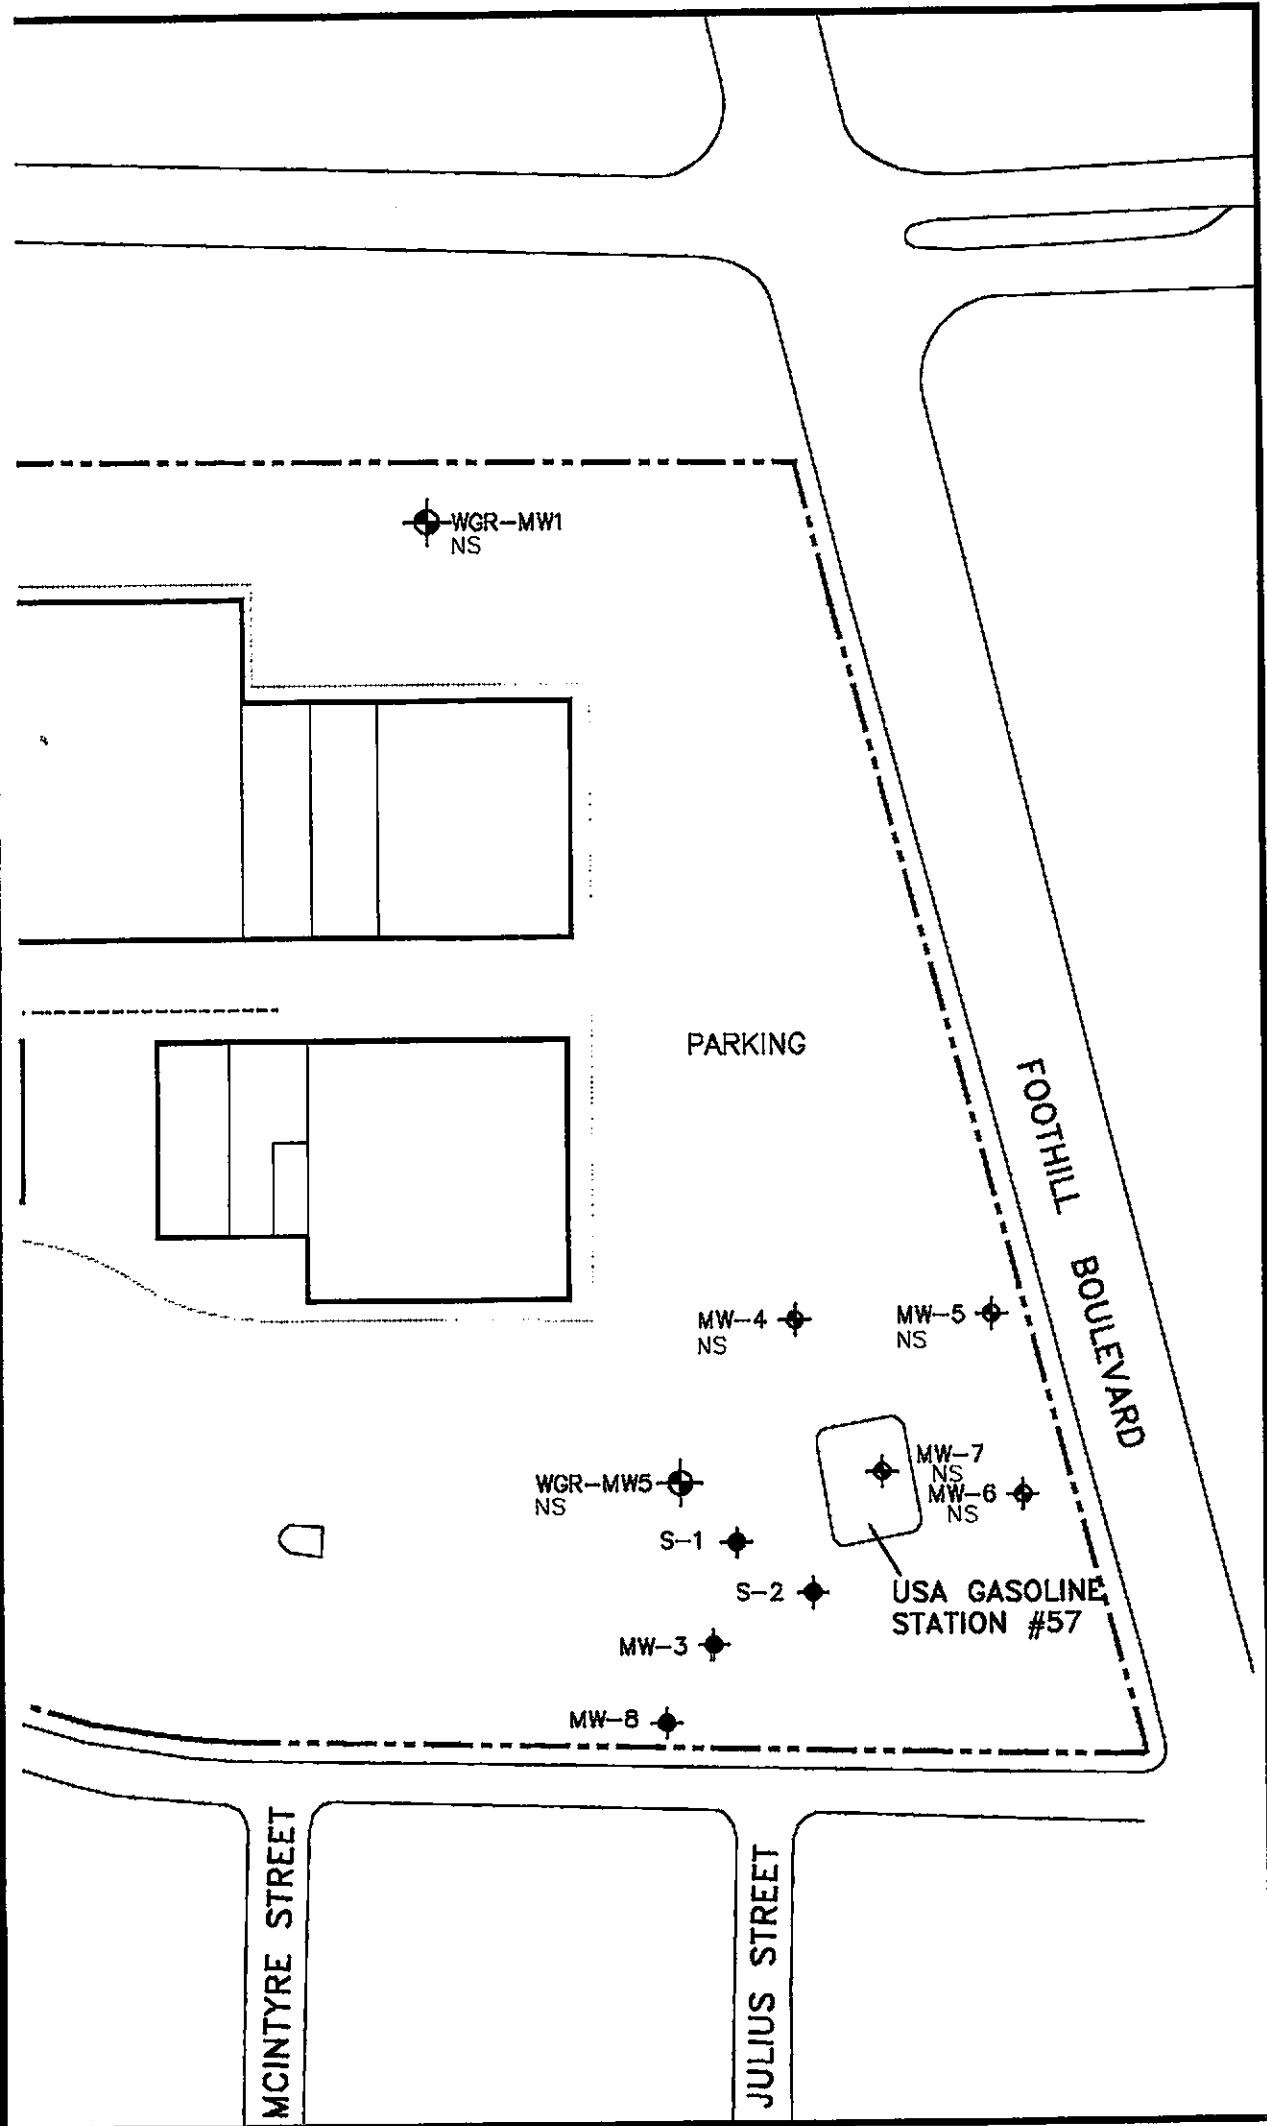 WGR-MW1
NS
PARKING
FOOTHILL BOULEVARD
MW-4
NS
MW-5
NS
MW-7
NS
WGR-MW5
NS
MW-6
NS
S-1
S-2
USA GASOLINE
STATION #57
MW-3
MW-8
MCINTYRE STREET
JULIUS STREET